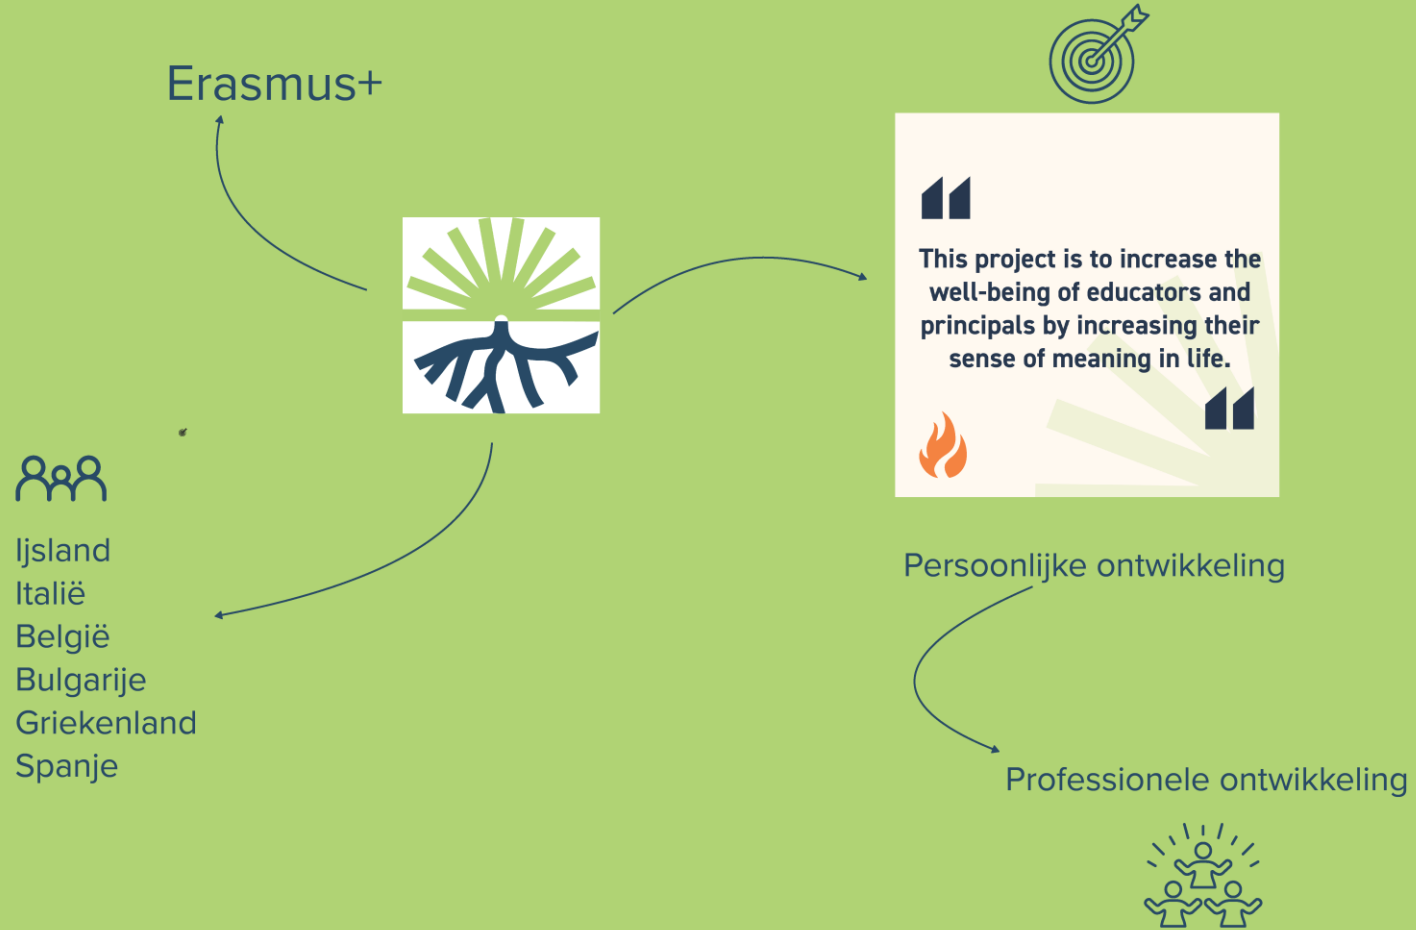 Erasmus+
This project is to increase the
well-being of educators and
principals by increasing their
sense of meaning in life.
Ijsland
Italië
België
Bulgarije
Griekenland
Spanje
Persoonlijke ontwikkeling
Professionele ontwikkeling